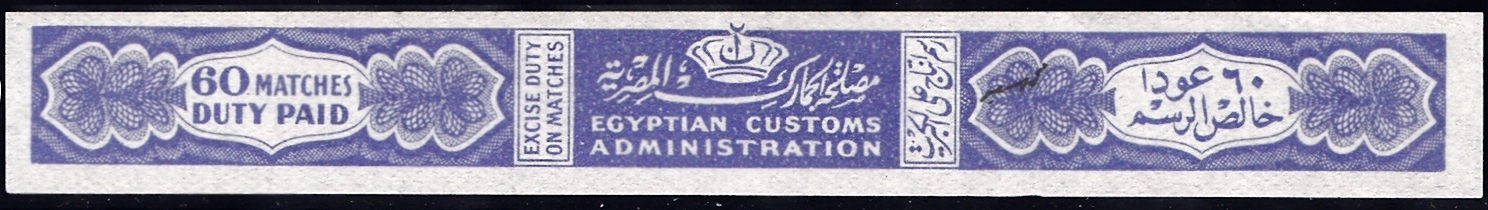 60 MATCHES
DUTY PAID
EXCISE DUTY
ON MATCHES
مصلحة الجمارك المصرية
EGYPTIAN CUSTOMS
ADMINISTRATION
رسم إنتاج على الكبريت
٦٠ عودا
خالص الرسم